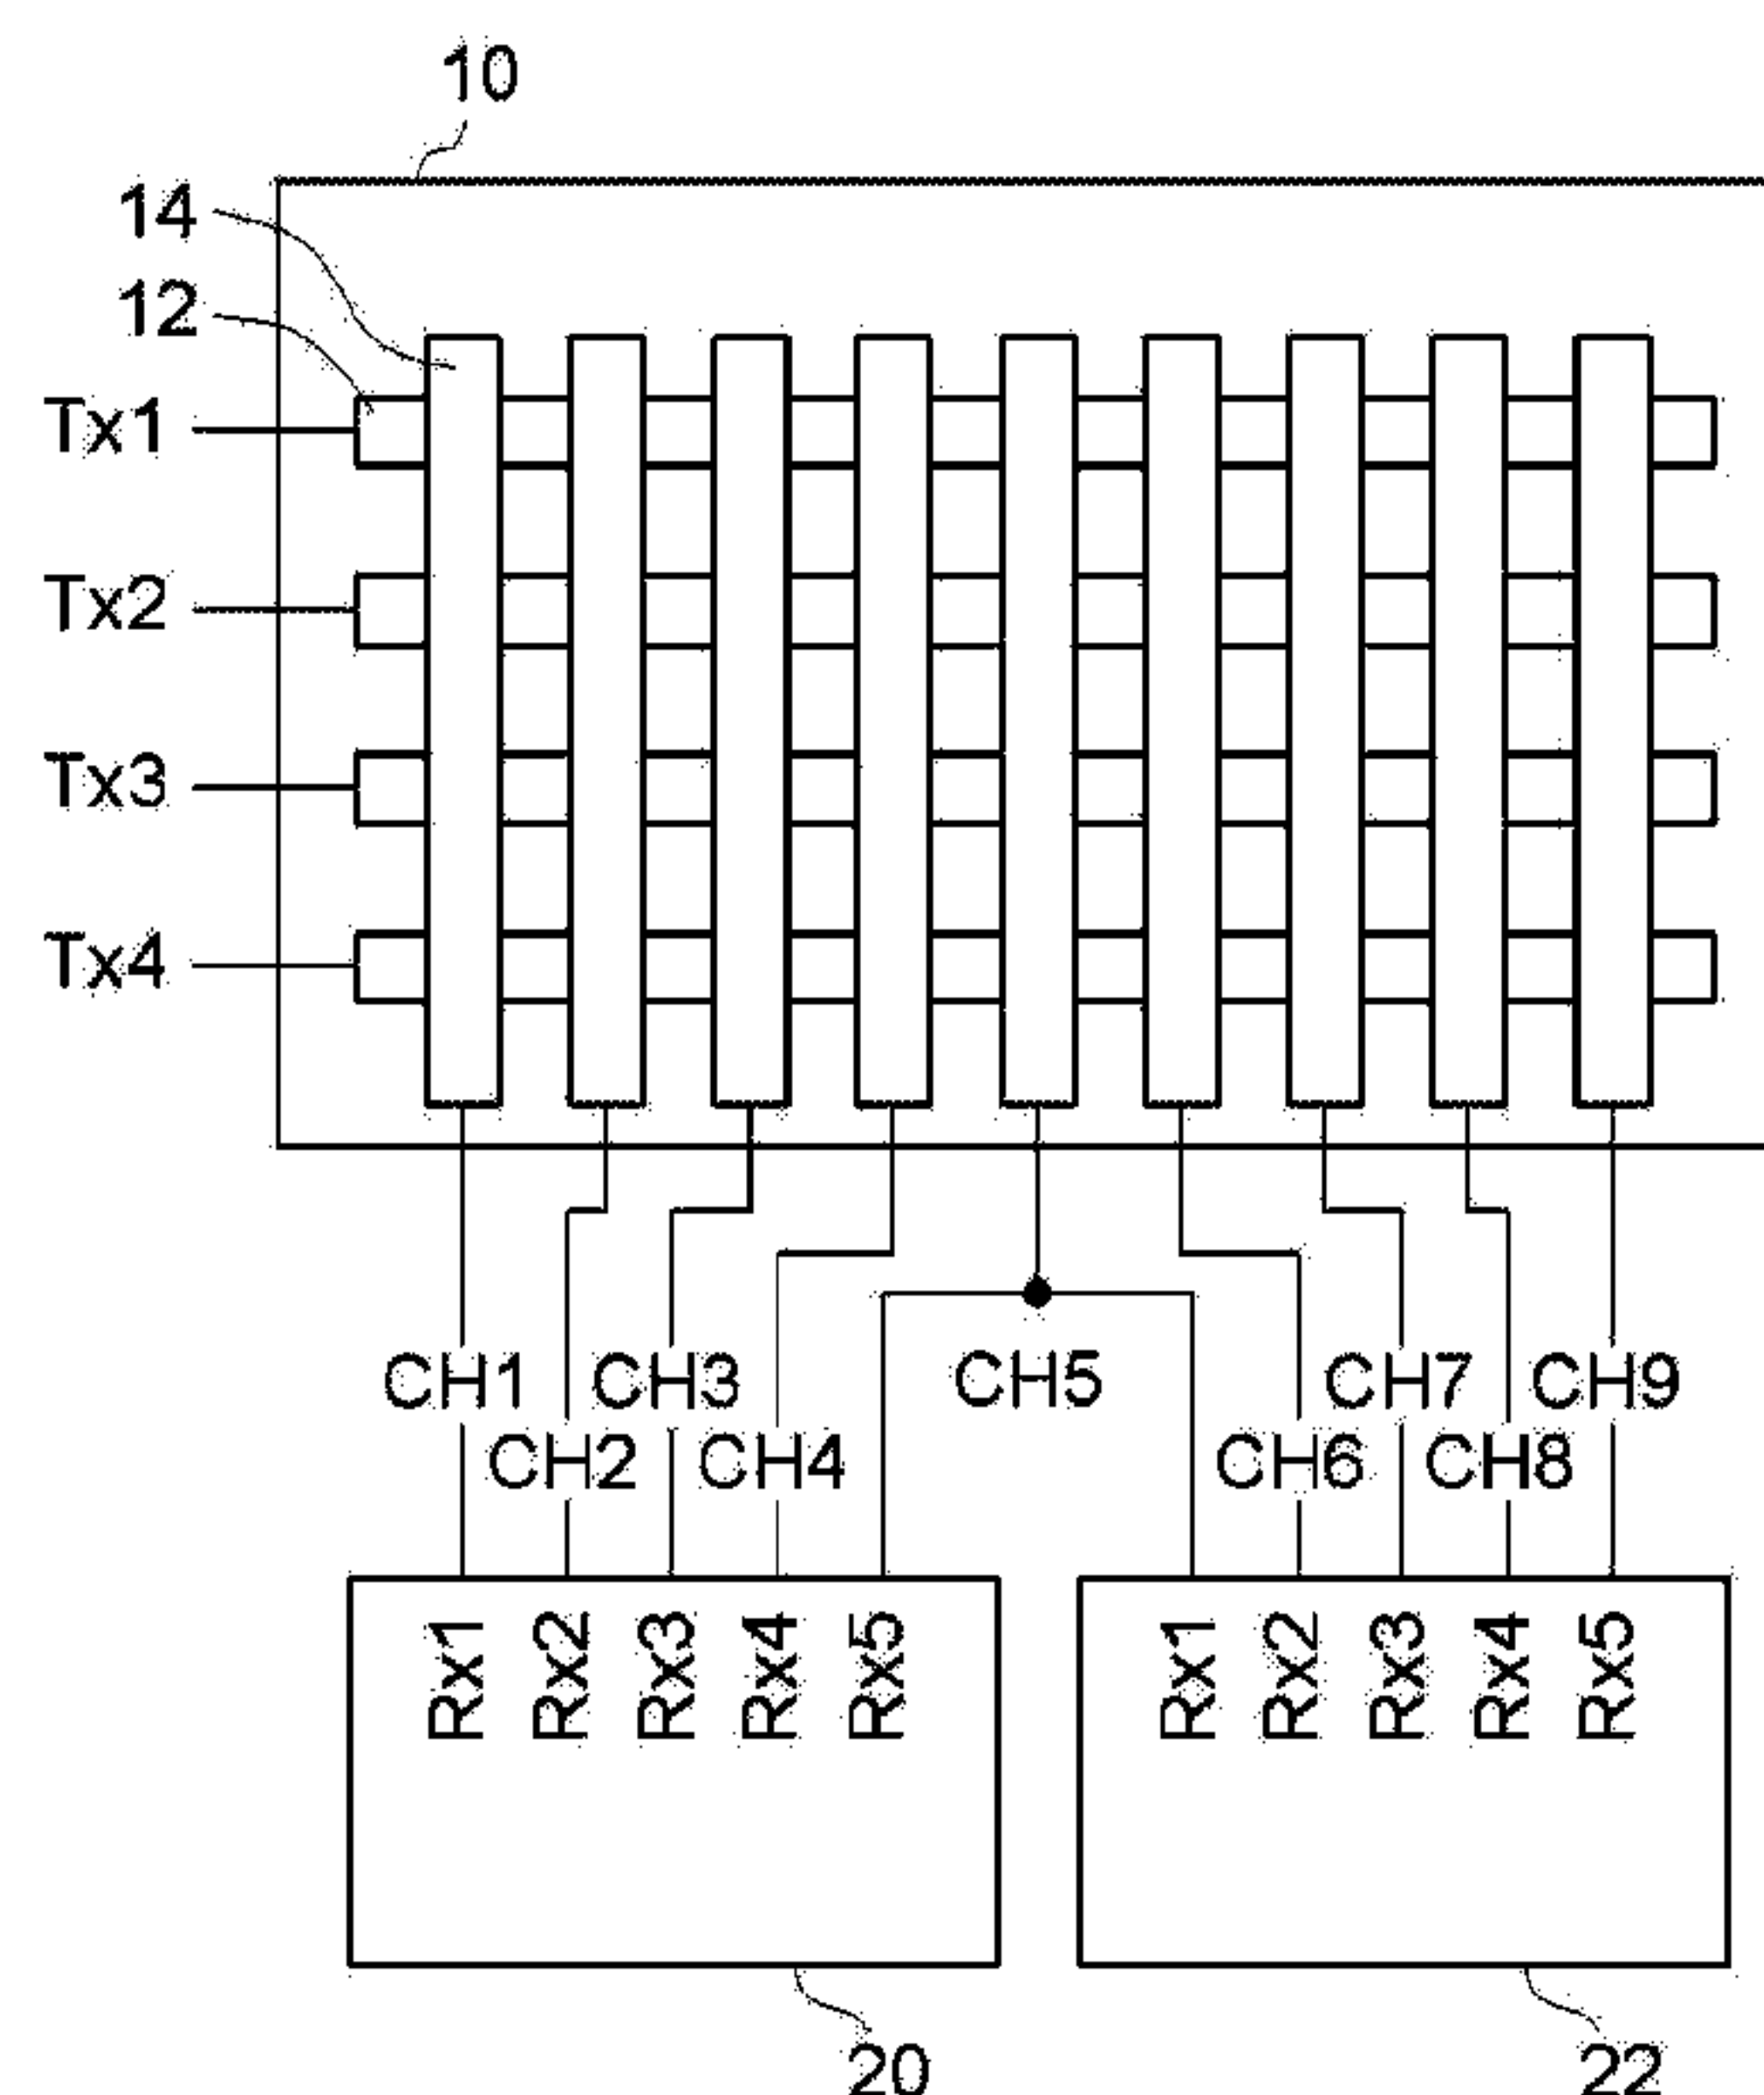 10
14
12
Tx1
Tx2
Tx3
Tx4
CH1 CH3 CH5 CH7 CH9
CH2 CH4 CH6 CH8
Rx1 Rx2 Rx3 Rx4 Rx5 Rx1 Rx2 Rx3 Rx4 Rx5
20 22